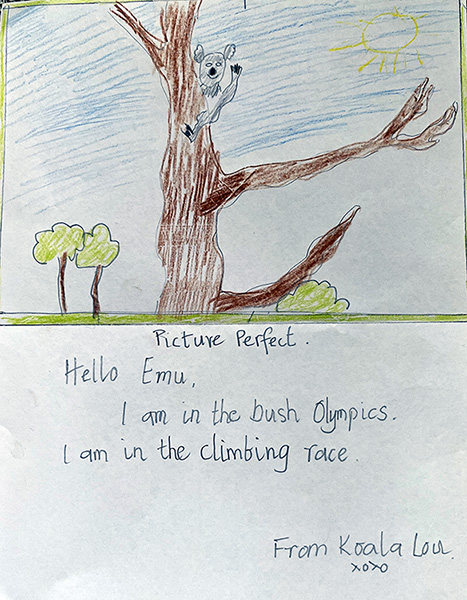 Picture Perfect.
Hello Emu,
I am in the bush Olympics.
I am in the climbing race.
From Koala Lou.
xoxo